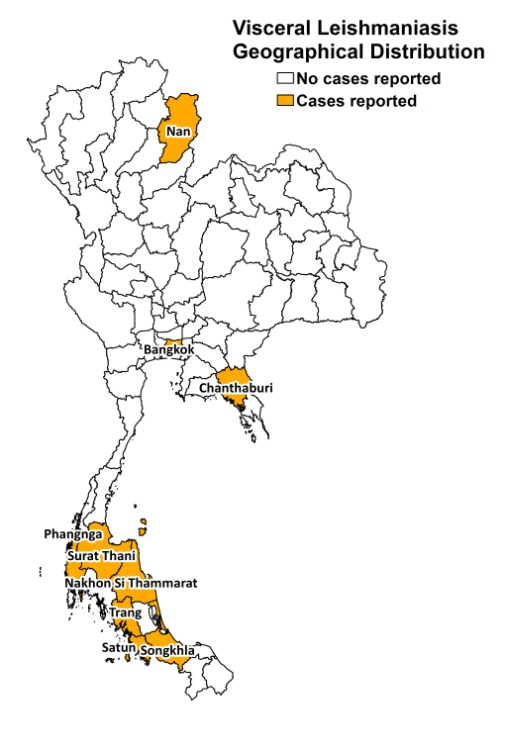 Visceral Leishmaniasis
Geographical Distribution
No cases reported
Cases reported
Nan
Bangkok
Chanthaburi
Phangnga
Surat Thani
Nakhon Si Thammarat
Trang
Satun
Songkhla